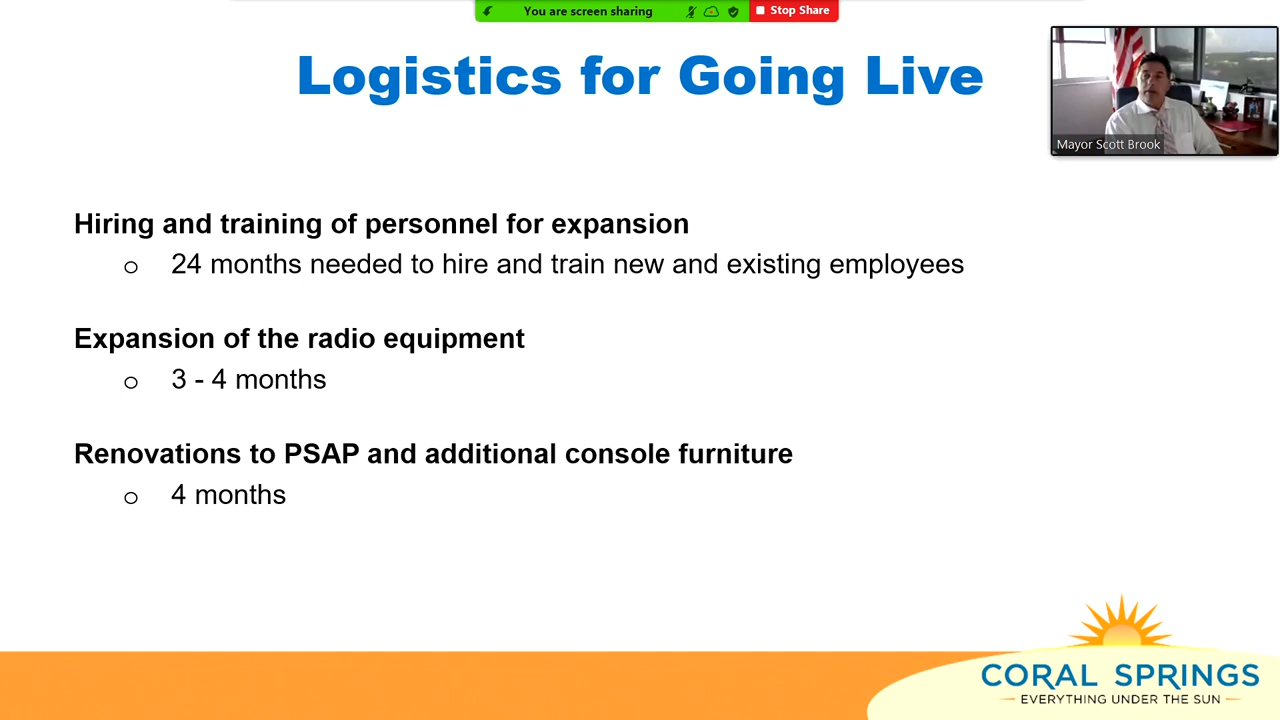 You are screen sharing
Stop Share
Logistics for Going Live
Mayor Scott Brook
Hiring and training of personnel for expansion
o 24 months needed to hire and train new and existing employees
Expansion of the radio equipment
o 3 - 4 months
Renovations to PSAP and additional console furniture
o 4 months
CORAL SPRINGS
EVERYTHING UNDER THE SUN